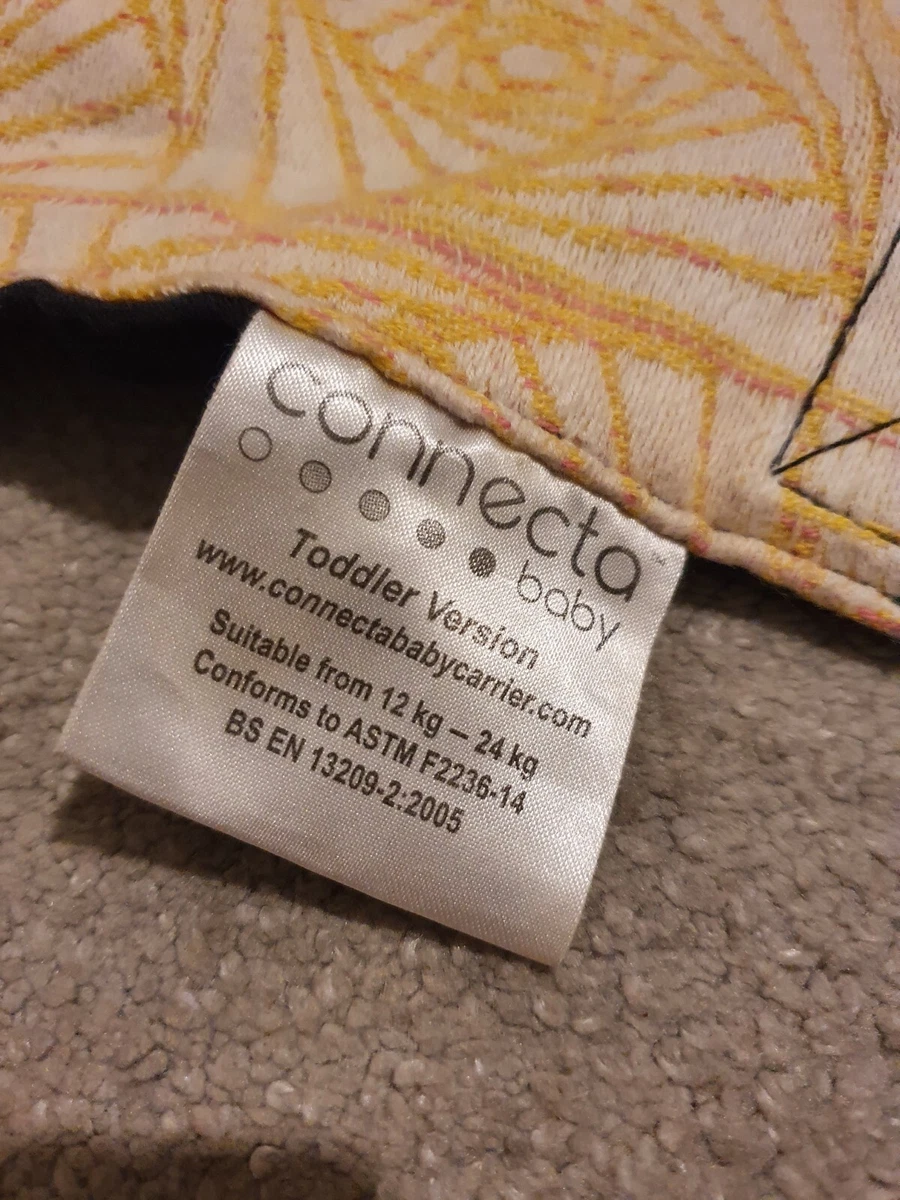 connecta™
baby
Toddler Version
www.connectababycarrier.com
Suitable from 12 kg – 24 kg
Conforms to ASTM F2236-14
BS EN 13209-2:2005